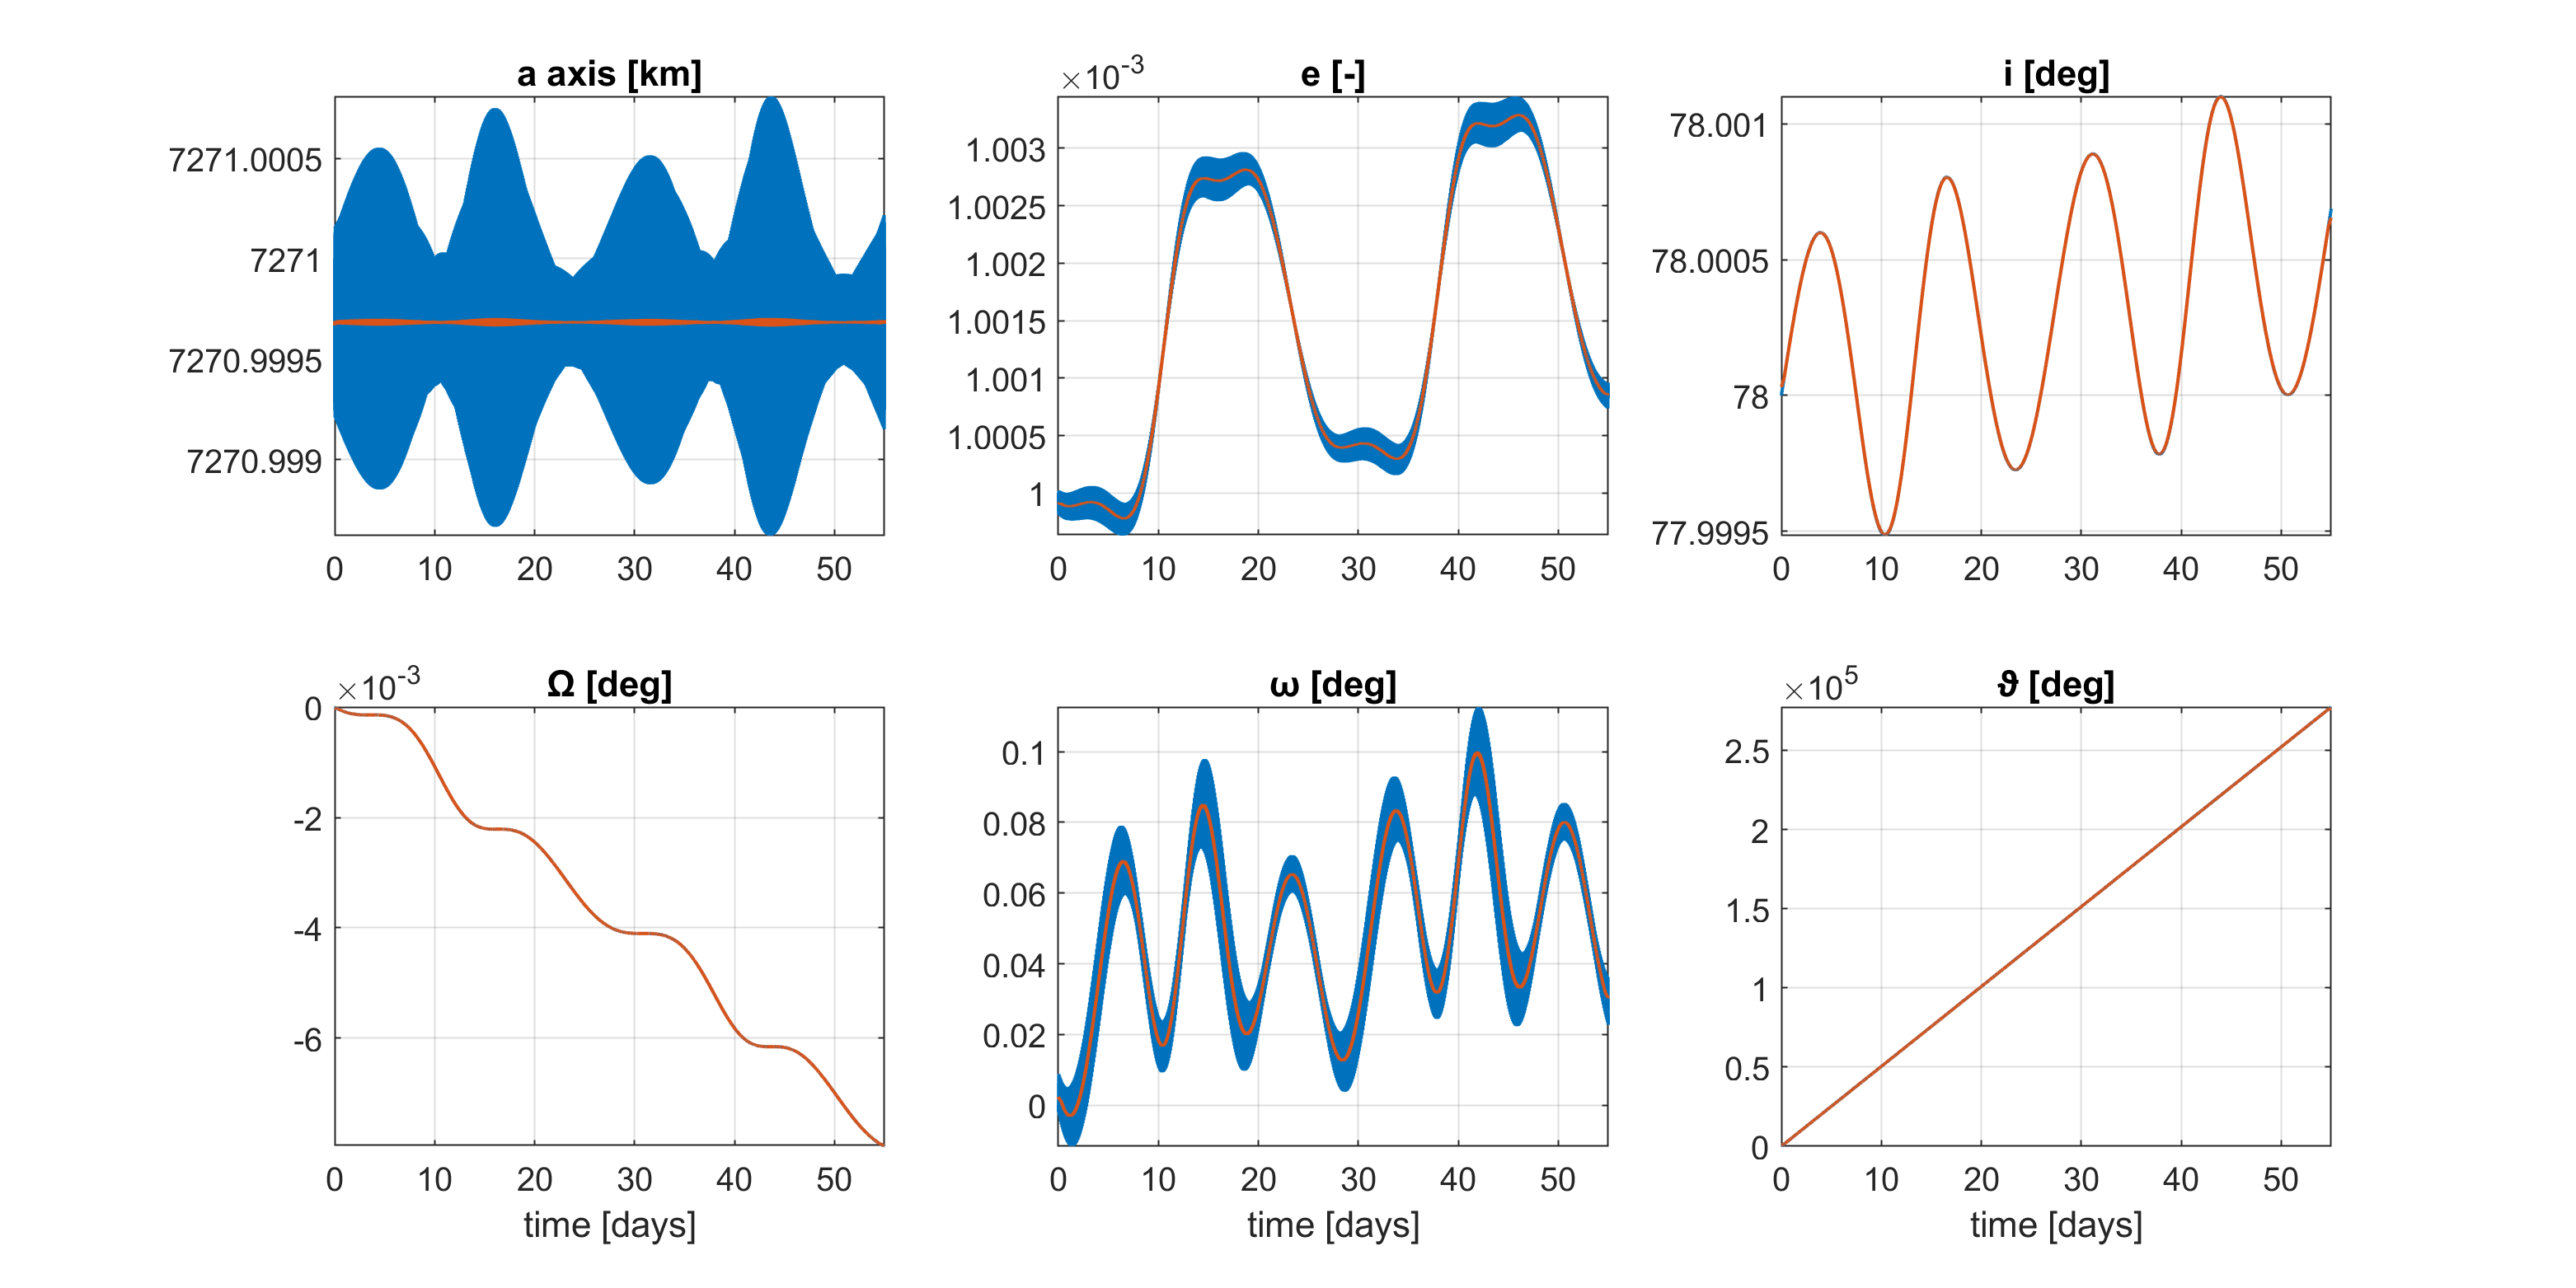 a axis [km]
7271.0005
7271
7270.9995
7270.999
0 10 20 30 40 50
×10-3
e [-]
1.003
1.0025
1.002
1.0015
1.001
1.0005
1
0 10 20 30 40 50
i [deg]
78.001
78.0005
78
77.9995
0 10 20 30 40 50
×10-3
Ω [deg]
0
-2
-4
-6
0 10 20 30 40 50
time [days]
ω [deg]
0.1
0.08
0.06
0.04
0.02
0
0 10 20 30 40 50
time [days]
×105
ϑ [deg]
2.5
2
1.5
1
0.5
0
0 10 20 30 40 50
time [days]